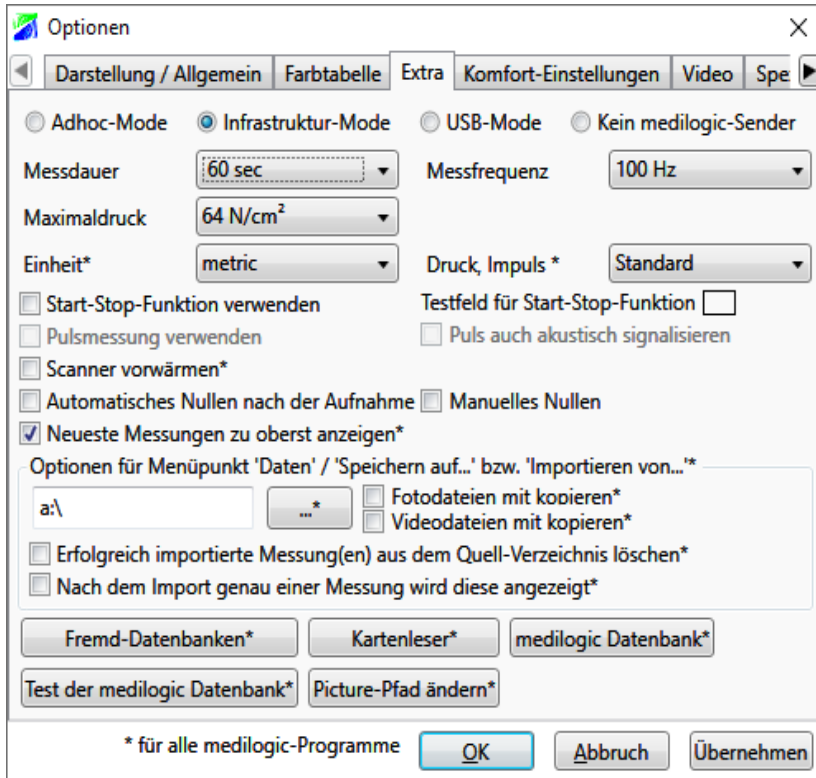 Optionen
Darstellung / Allgemein Farbtabelle Extra Komfort-Einstellungen Video Spe
Adhoc-Mode Infrastruktur-Mode USB-Mode Kein medilogic-Sender
Messdauer 60 sec Messfrequenz 100 Hz
Maximaldruck 64 N/cm²
Einheit* metric Druck, Impuls * Standard
Start-Stop-Funktion verwenden Testfeld für Start-Stop-Funktion
Pulsmessung verwenden Puls auch akustisch signalisieren
Scanner vorwärmen*
Automatisches Nullen nach der Aufnahme Manuelles Nullen
Neueste Messungen zu oberst anzeigen*
Optionen für Menüpunkt 'Daten' / 'Speichern auf...' bzw. 'Importieren von...'*
a:\ ...* Fotodateien mit kopieren*
Videodateien mit kopieren*
Erfolgreich importierte Messung(en) aus dem Quell-Verzeichnis löschen*
Nach dem Import genau einer Messung wird diese angezeigt*
Fremd-Datenbanken* Kartenleser* medilogic Datenbank*
Test der medilogic Datenbank* Picture-Pfad ändern*
* für alle medilogic-Programme OK Abbruch Übernehmen